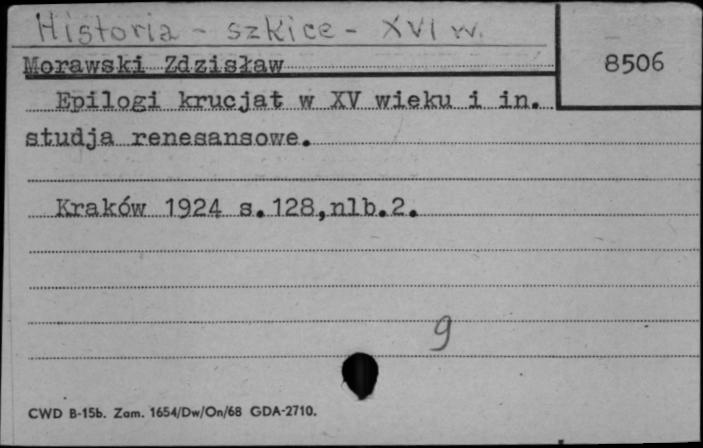 Historia - szkice - XVI w.
Morawski Zdzisław
8506
Epilogi krucjat w XV wieku i in.
studja renesansowe.
Kraków 1924 s.128,nlb.2.
9
CWD B-15b. Zam. 1654/Dw/On/68 GDA-2710.